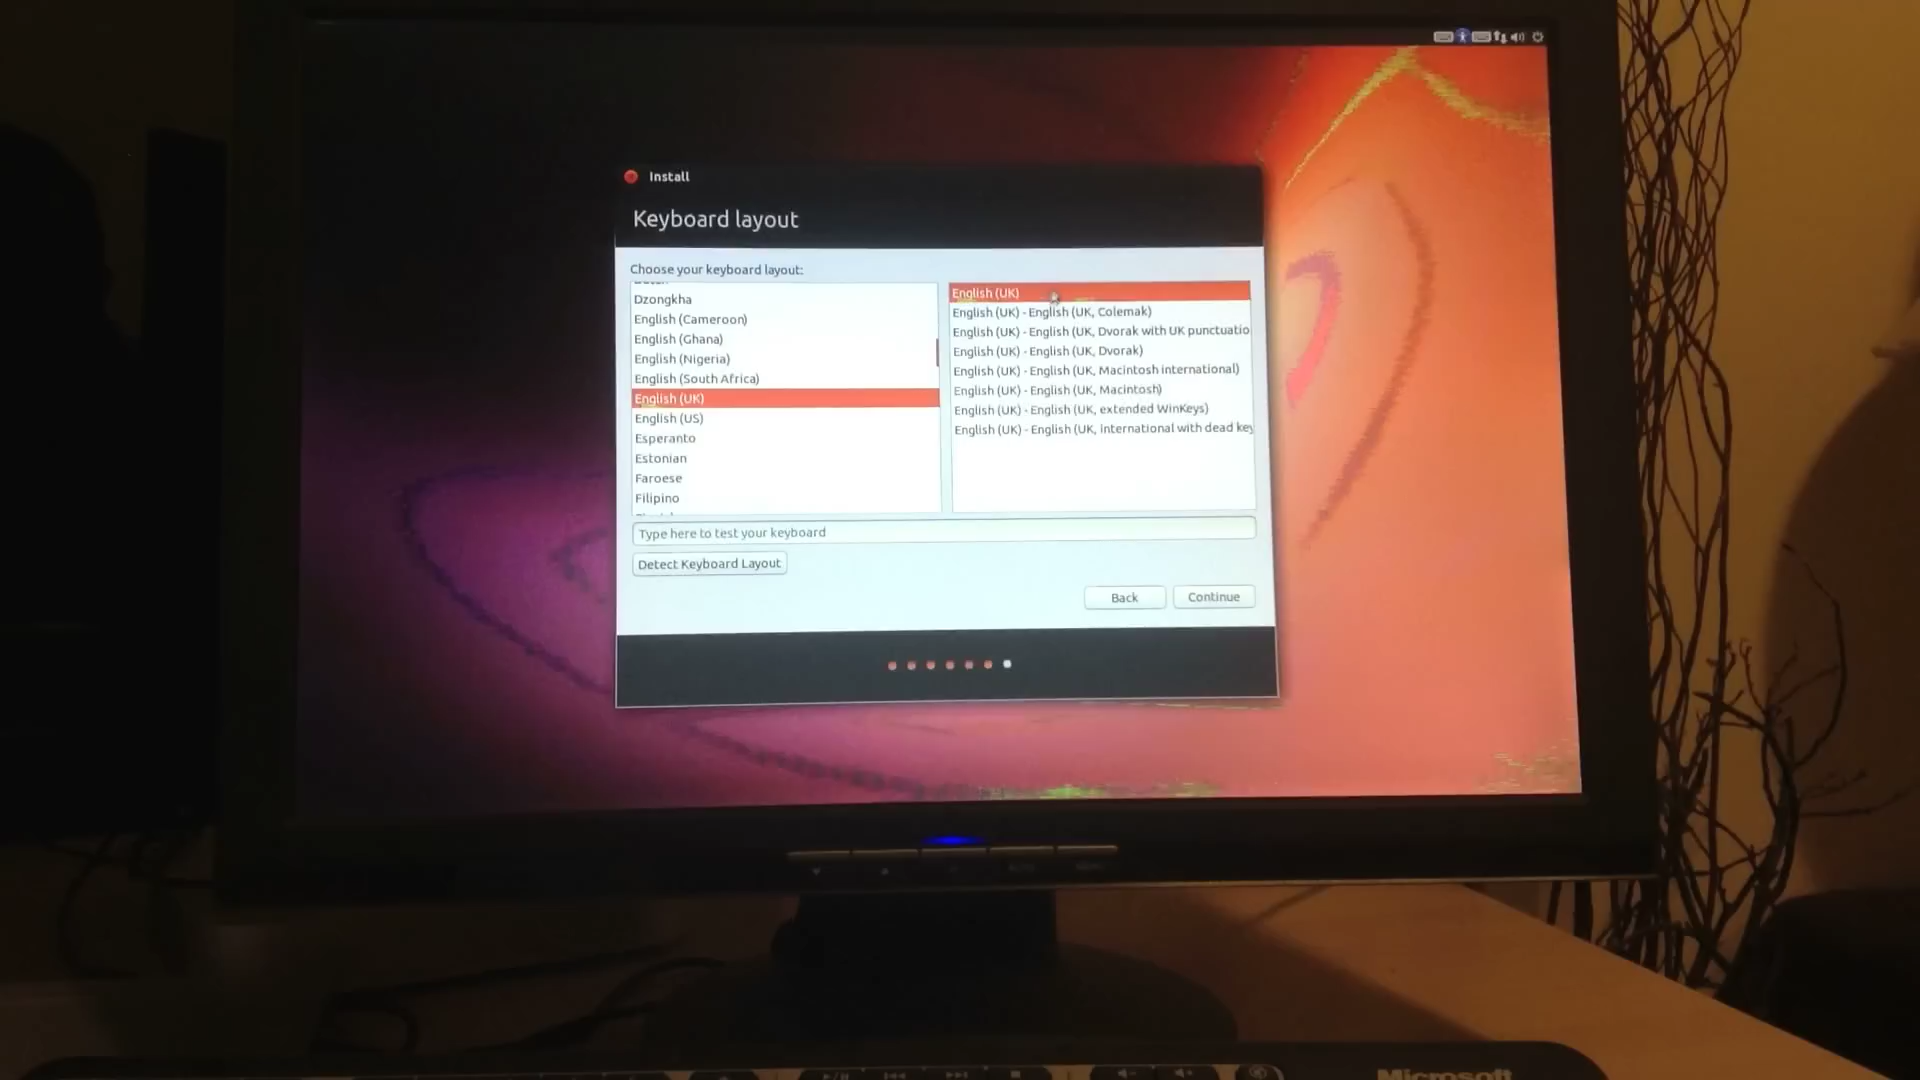 Install
Keyboard layout
Choose your keyboard layout:
Dzongkha
English (Cameroon)
English (Ghana)
English (Nigeria)
English (South Africa)
English (UK)
English (US)
Esperanto
Estonian
Faroese
Filipino
English (UK)
English (UK) - English (UK, Colemak)
English (UK) - English (UK, Dvorak with UK punctuatio
English (UK) - English (UK, Dvorak)
English (UK) - English (UK, Macintosh international)
English (UK) - English (UK, Macintosh)
English (UK) - English (UK, extended WinKeys)
English (UK) - English (UK, international with dead key
Type here to test your keyboard
Detect Keyboard Layout
Back
Continue
Microsoft